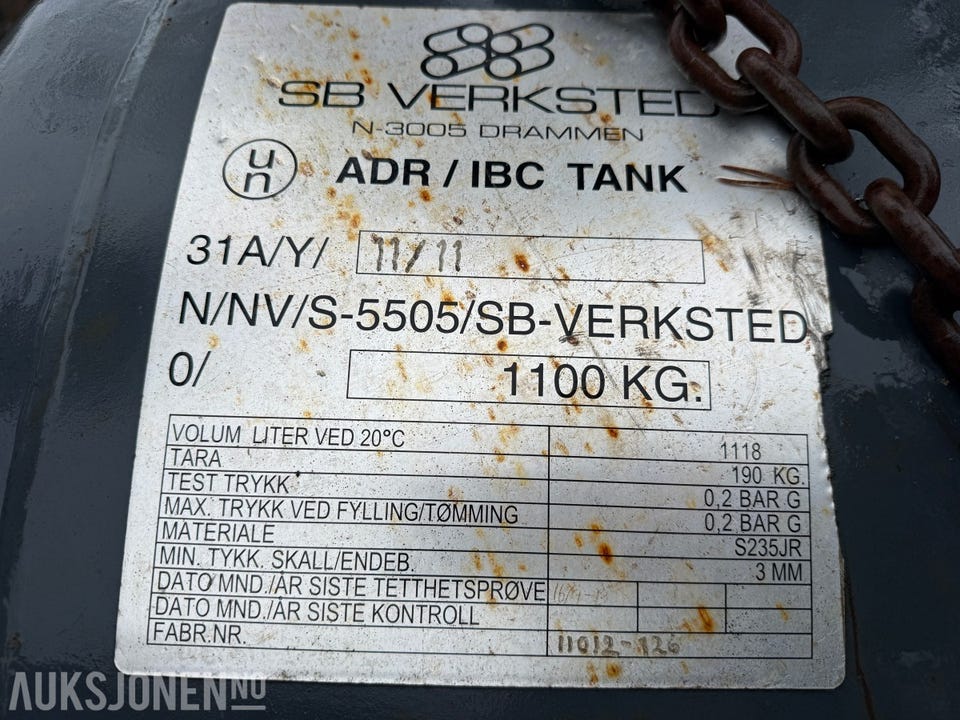 SB VERKSTED
N-3005 DRAMMEN
un ADR / IBC TANK
31A/Y/ 11/11
N/NV/S-5505/SB-VERKSTED
0/ 1100 KG.
VOLUM LITER VED 20°C 1118
TARA 190 KG.
TEST TRYKK 0,2 BAR G
MAX. TRYKK VED FYLLING/TØMMING 0,2 BAR G
MATERIALE S235JR
MIN. TYKK. SKALL/ENDEB. 3 MM
DATO MND./ÅR SISTE TETTHETSPRØVE
DATO MND./ÅR SISTE KONTROLL
FABR.NR. 11012-126
AUKSJONEN.NO